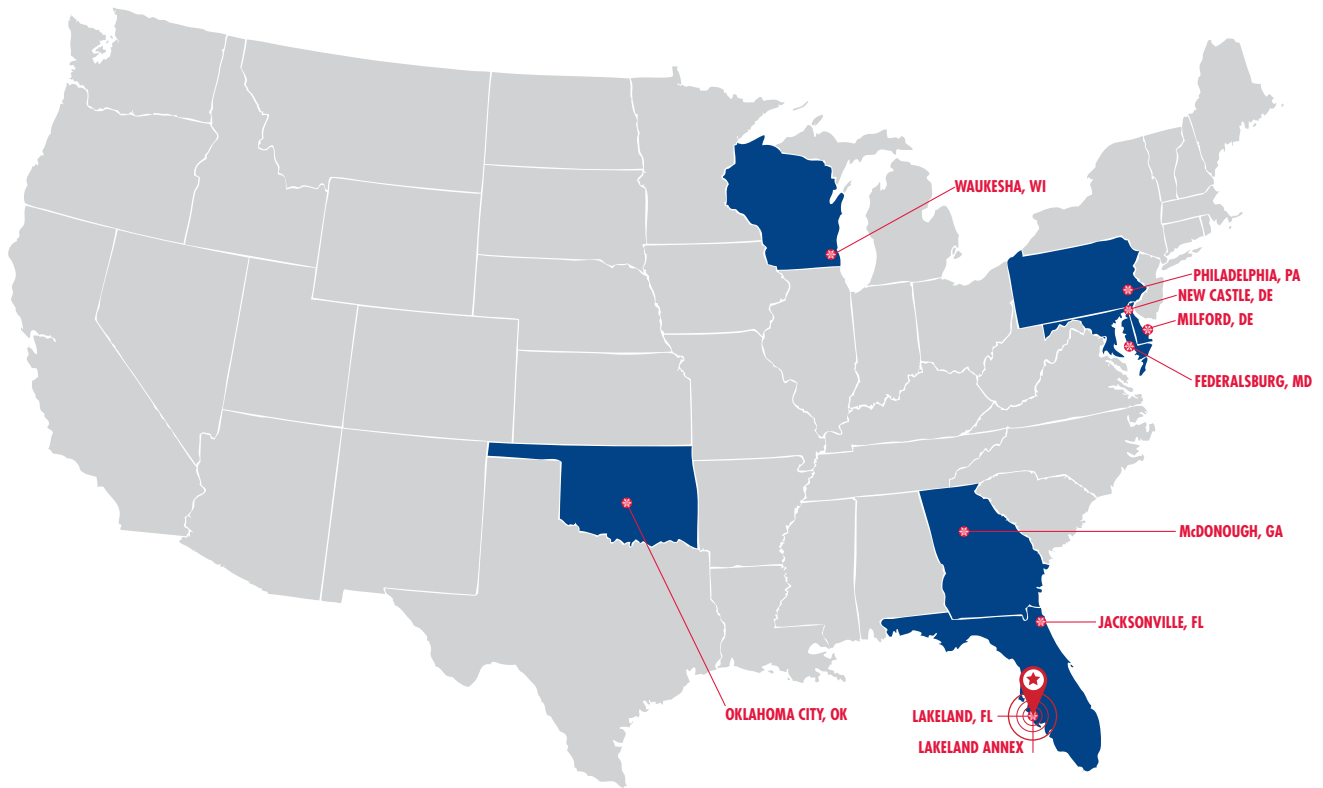 WAUKESHA, WI
PHILADELPHIA, PA
NEW CASTLE, DE
MILFORD, DE
FEDERALSBURG, MD
McDONOUGH, GA
JACKSONVILLE, FL
OKLAHOMA CITY, OK
LAKELAND, FL
LAKELAND ANNEX